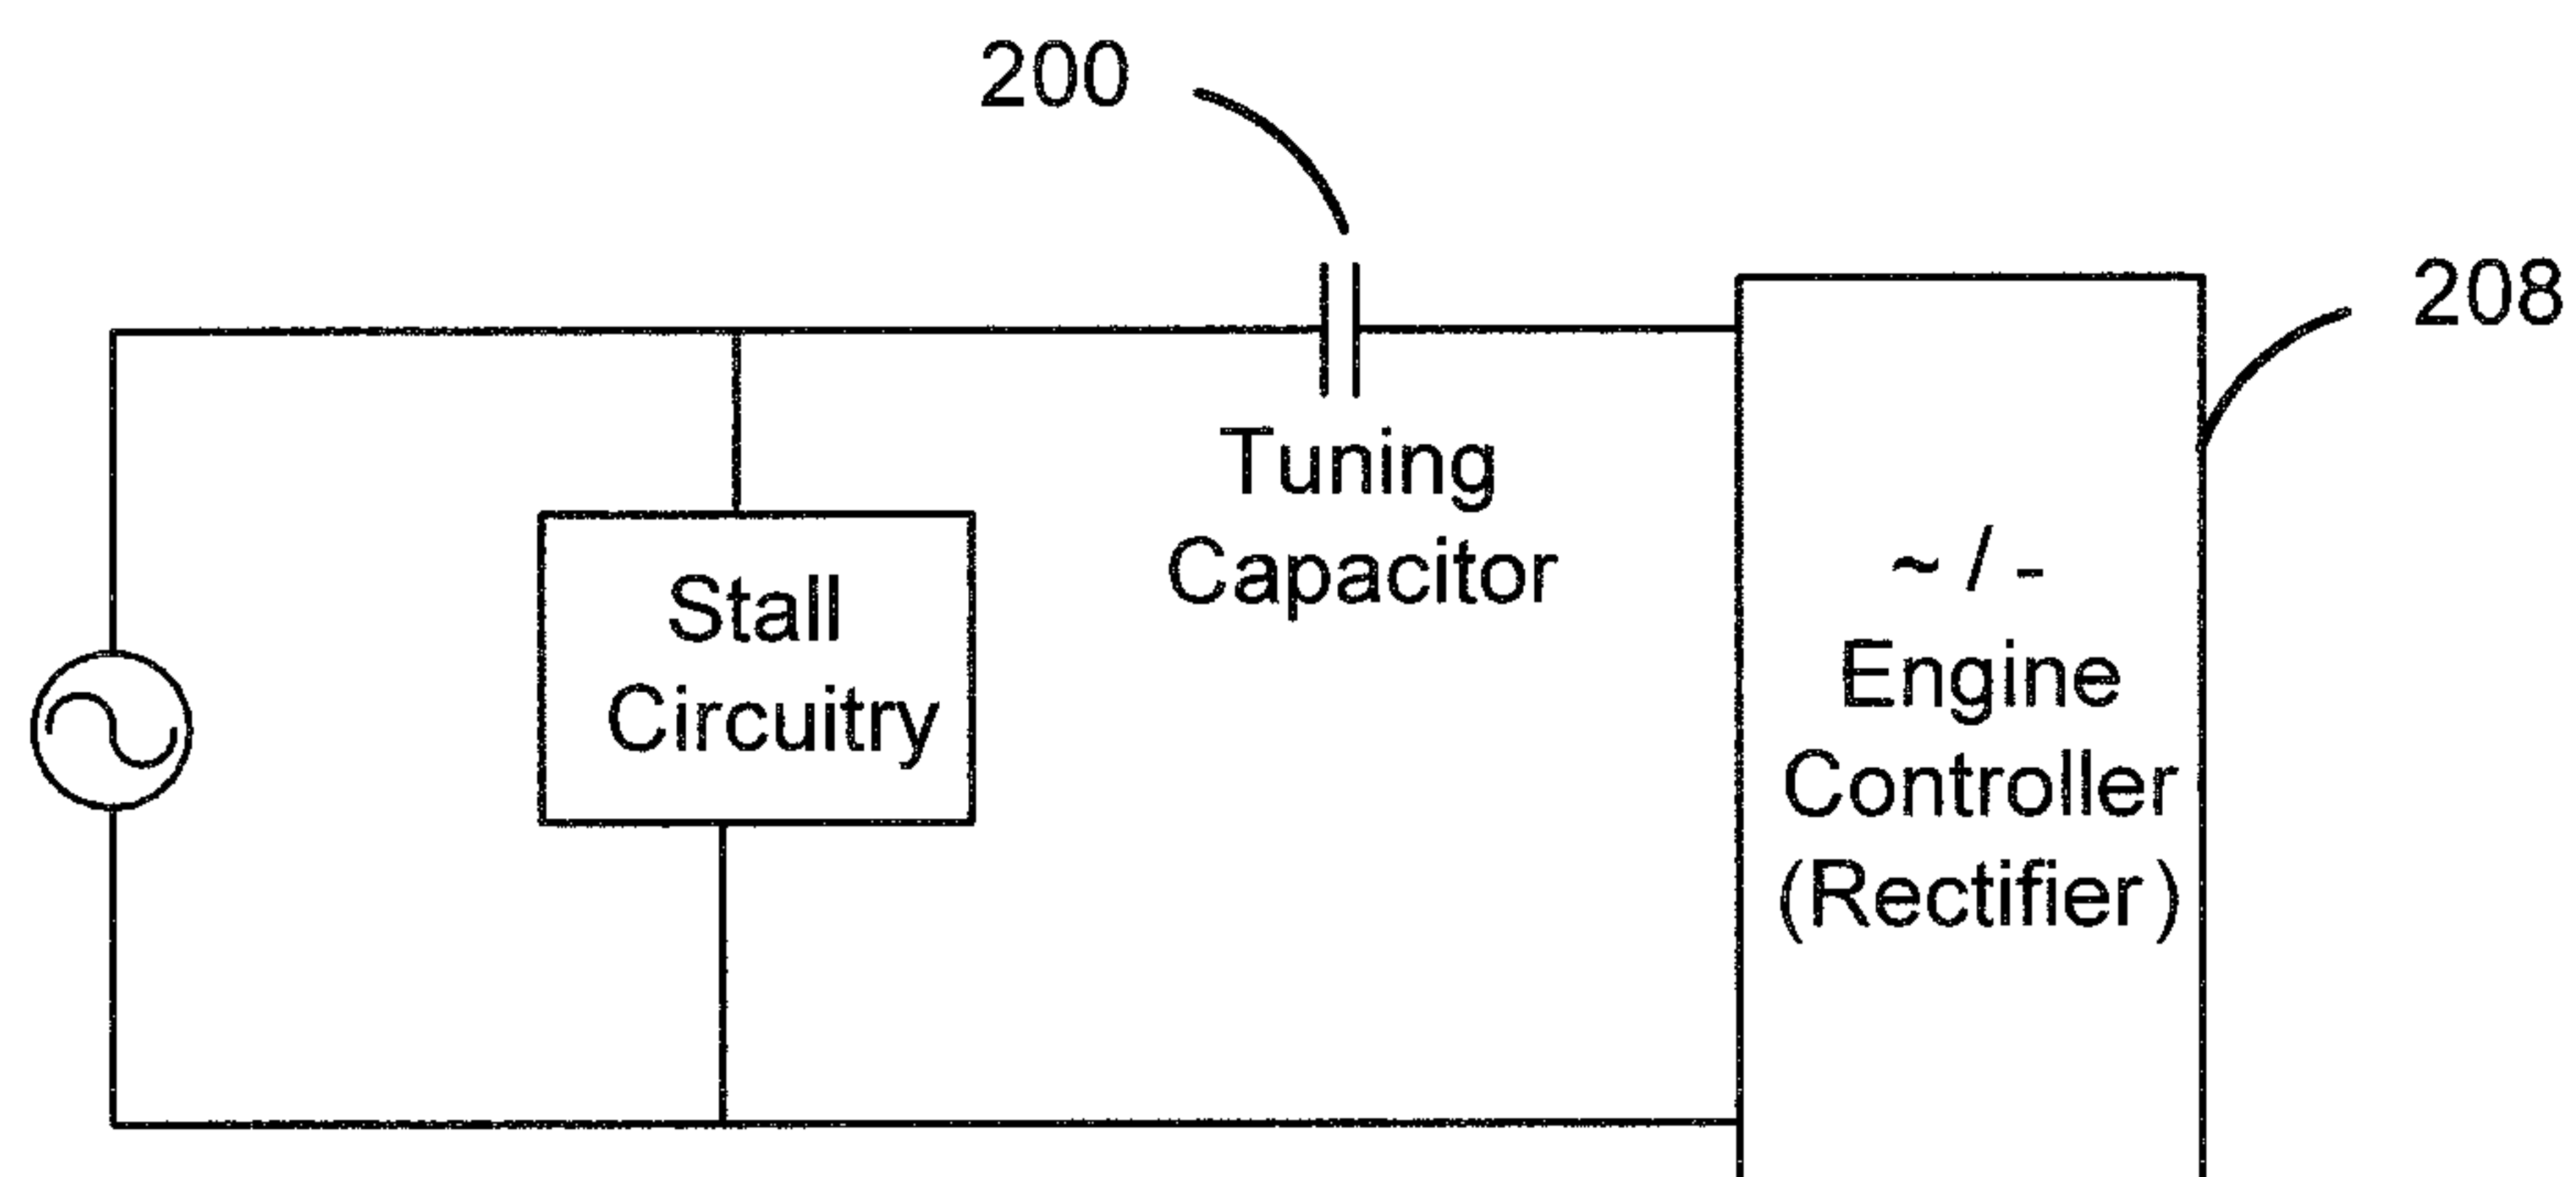 200
208
Tuning
Capacitor
Stall
Circuitry
~ / -
Engine
Controller
(Rectifier)